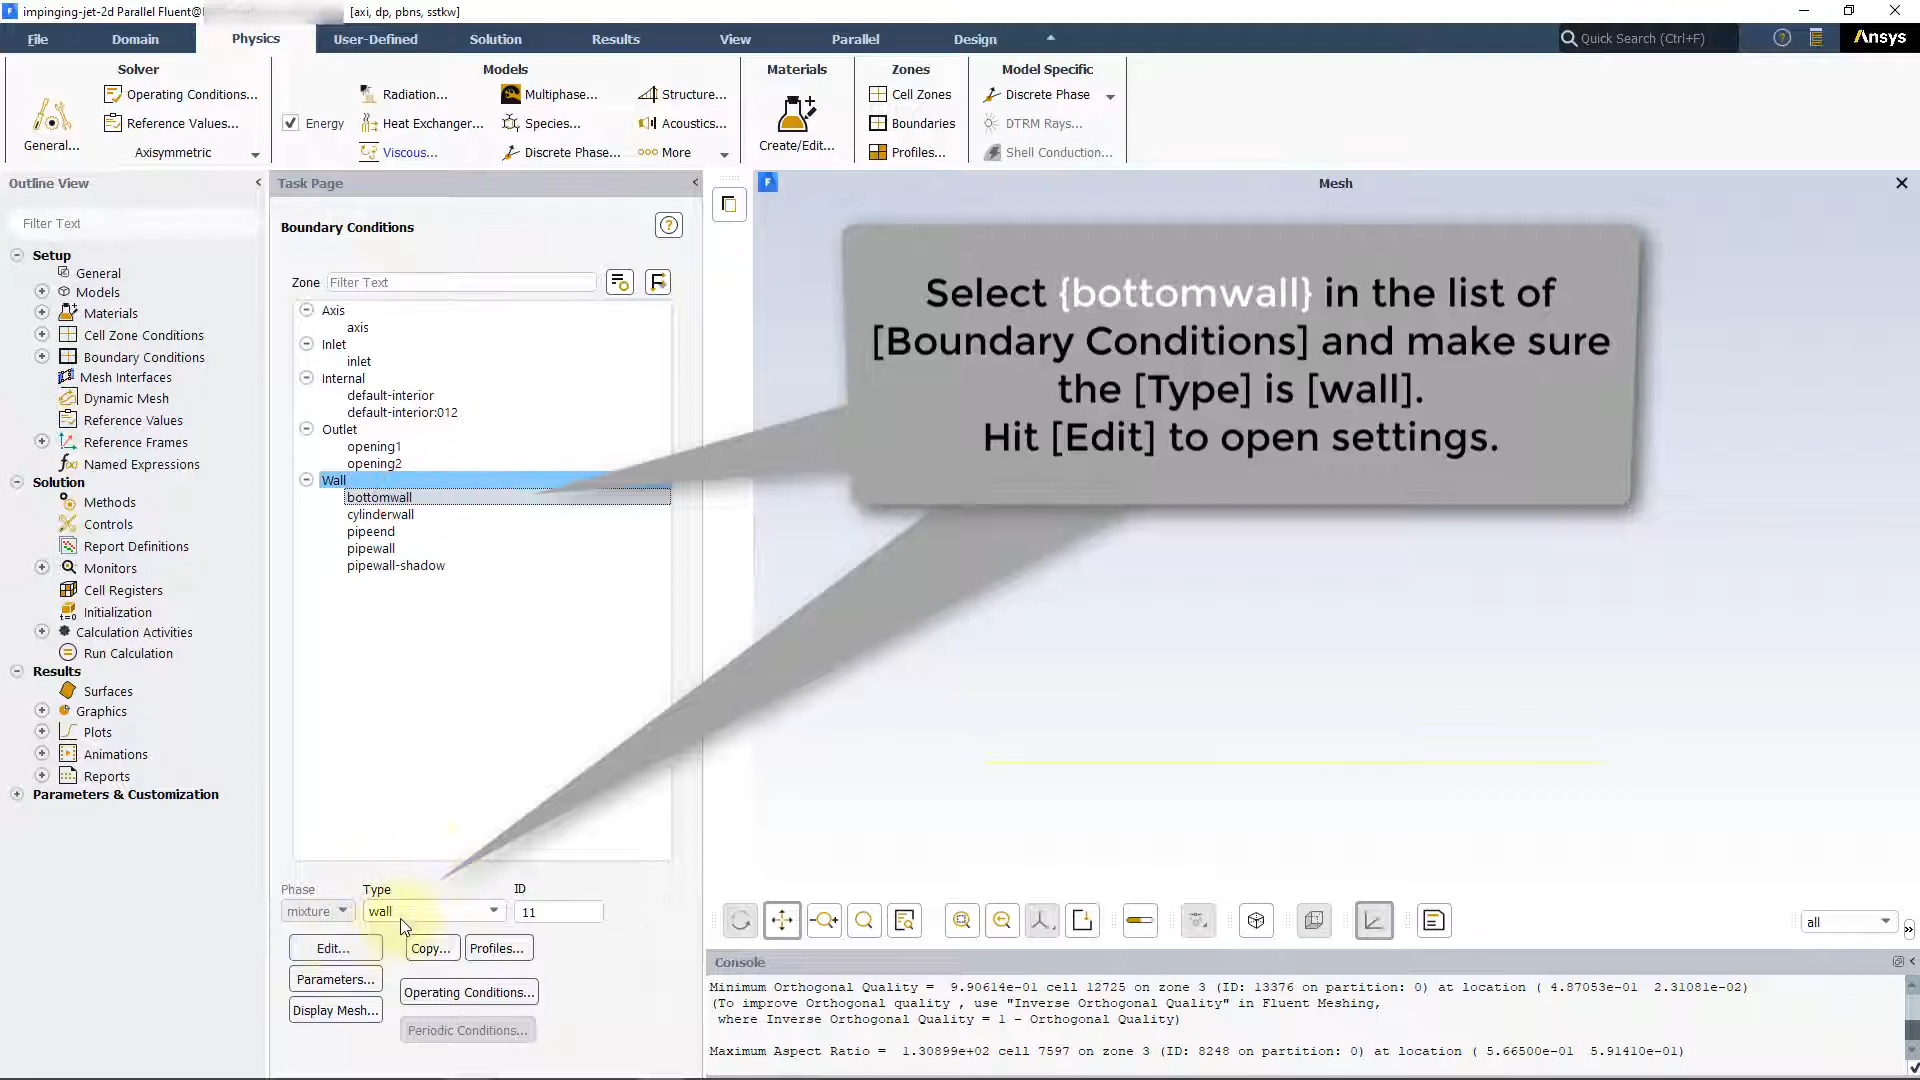 impinging-jet-2d Parallel Fluent@
[axi, dp, pbns, sstkw]
File
Domain
Physics
User-Defined
Solution
Results
View
Parallel
Design
Quick Search (Ctrl+F)
Ansys
Solver
Models
Materials
Zones
Model Specific
General...
Operating Conditions...
Reference Values...
Axisymmetric
Energy
Radiation...
Heat Exchanger...
Viscous...
Multiphase...
Species...
Discrete Phase...
Structure...
Acoustics...
More
Create/Edit...
Cell Zones
Boundaries
Profiles...
Discrete Phase
DTRM Rays...
Shell Conduction...
Outline View
Filter Text
Setup
General
Models
Materials
Cell Zone Conditions
Boundary Conditions
Mesh Interfaces
Dynamic Mesh
Reference Values
Reference Frames
Named Expressions
Solution
Methods
Controls
Report Definitions
Monitors
Cell Registers
Initialization
Calculation Activities
Run Calculation
Results
Surfaces
Graphics
Plots
Animations
Reports
Parameters & Customization
Task Page
Boundary Conditions
Zone
Filter Text
Axis
axis
Inlet
inlet
Internal
default-interior
default-interior:012
Outlet
opening1
opening2
Wall
bottomwall
cylinderwall
pipeend
pipewall
pipewall-shadow
Phase
Type
ID
mixture
wall
11
Edit...
Copy...
Profiles...
Parameters...
Operating Conditions...
Display Mesh...
Periodic Conditions...
Mesh
Select {bottomwall} in the list of
[Boundary Conditions] and make sure
the [Type] is [wall].
Hit [Edit] to open settings.
all
Console
Minimum Orthogonal Quality = 9.90614e-01 cell 12725 on zone 3 (ID: 13376 on partition: 0) at location ( 4.87053e-01 2.31081e-02)
(To improve Orthogonal quality , use "Inverse Orthogonal Quality" in Fluent Meshing,
where Inverse Orthogonal Quality = 1 - Orthogonal Quality)
Maximum Aspect Ratio = 1.30899e+02 cell 7597 on zone 3 (ID: 8248 on partition: 0) at location ( 5.66500e-01 5.91410e-01)